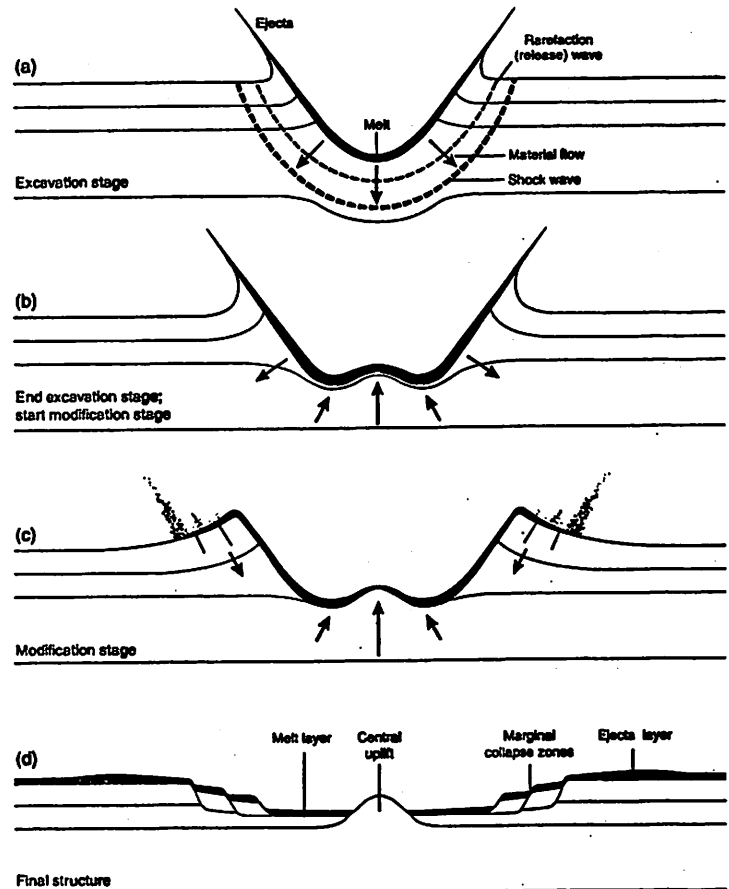 Ejecta
Rarefaction
(release) wave
(a)
Melt
Material flow
Shock wave
Excavation stage
(b)
End excavation stage;
start modification stage
(c)
Modification stage
(d)
Melt layer
Central
uplift
Marginal
collapse zones
Ejecta layer
Final structure